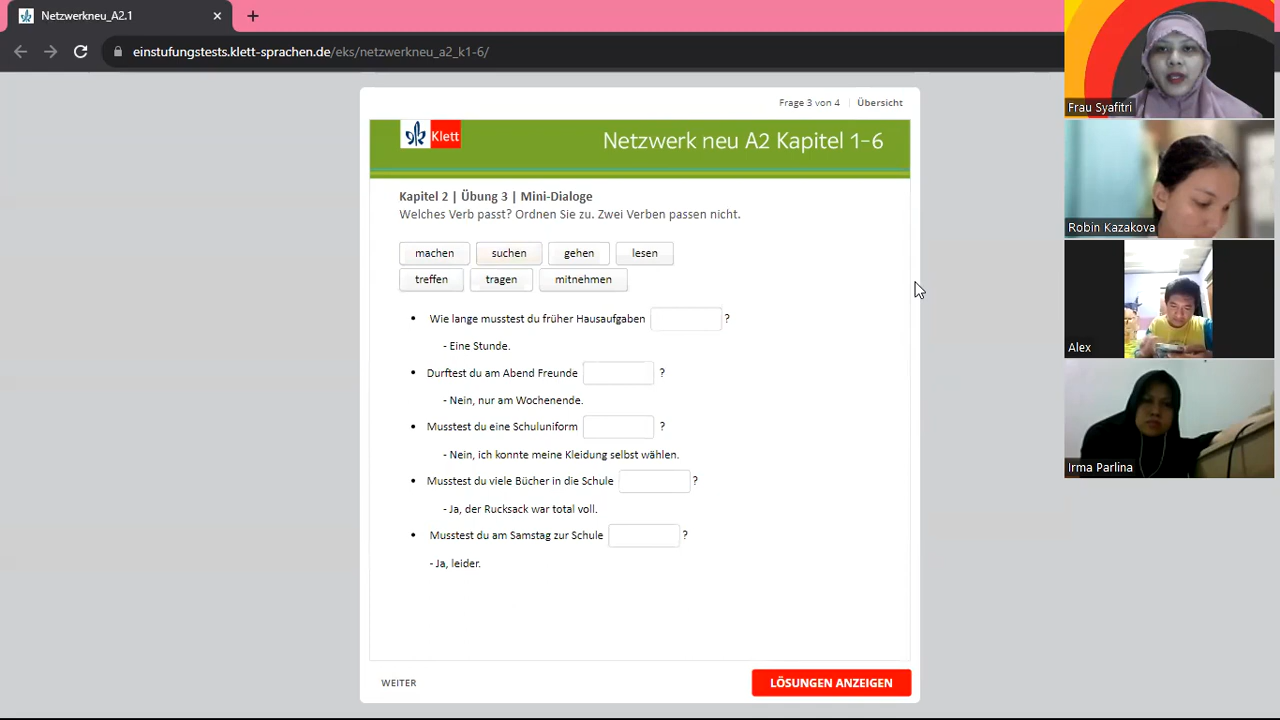 Netzwerkneu_A2.1
einstufungstests.klett-sprachen.de/eks/netzwerkneu_a2_k1-6/
Frage 3 von 4 Übersicht
Klett
Netzwerk neu A2 Kapitel 1-6
Kapitel 2 | Übung 3 | Mini-Dialoge
Welches Verb passt? Ordnen Sie zu. Zwei Verben passen nicht.
machen suchen gehen lesen
treffen tragen mitnehmen
• Wie lange musstest du früher Hausaufgaben ?
- Eine Stunde.
• Durftest du am Abend Freunde ?
- Nein, nur am Wochenende.
• Musstest du eine Schuluniform ?
- Nein, ich konnte meine Kleidung selbst wählen.
• Musstest du viele Bücher in die Schule ?
- Ja, der Rucksack war total voll.
• Musstest du am Samstag zur Schule ?
- Ja, leider.
WEITER
LÖSUNGEN ANZEIGEN
Frau Syafitri
Robin Kazakova
Alex
Irma Parlina